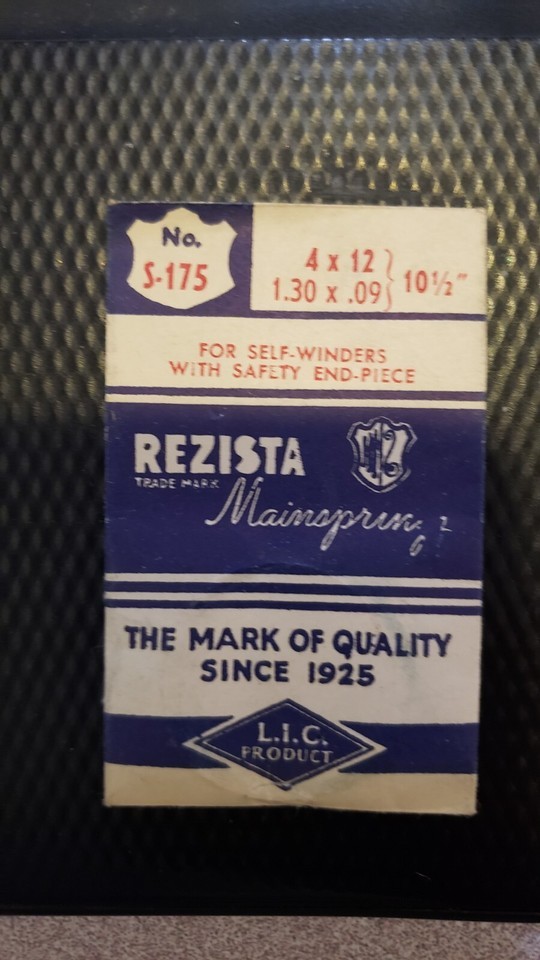 No.
S-175
4 x 12
1.30 x .09 } 10½"
FOR SELF-WINDERS
WITH SAFETY END-PIECE
REZISTA
TRADE MARK
Mainspring
THE MARK OF QUALITY
SINCE 1925
L.I.C.
PRODUCT